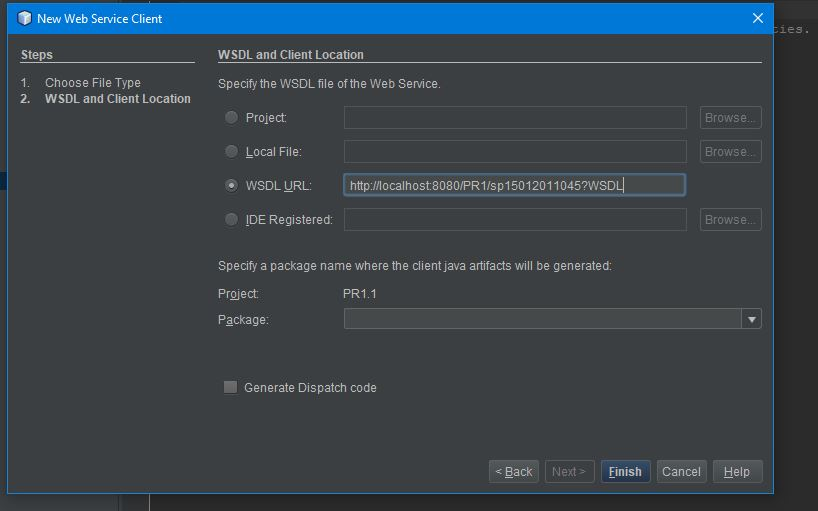 New Web Service Client
ties.
Steps
1. Choose File Type
2. WSDL and Client Location
WSDL and Client Location
Specify the WSDL file of the Web Service.
Project:
Browse...
Local File:
Browse...
WSDL URL:
http://localhost:8080/PR1/sp15012011045?WSDL
IDE Registered:
Browse...
Specify a package name where the client java artifacts will be generated:
Project: PR1.1
Package:
Generate Dispatch code
< Back Next > Finish Cancel Help